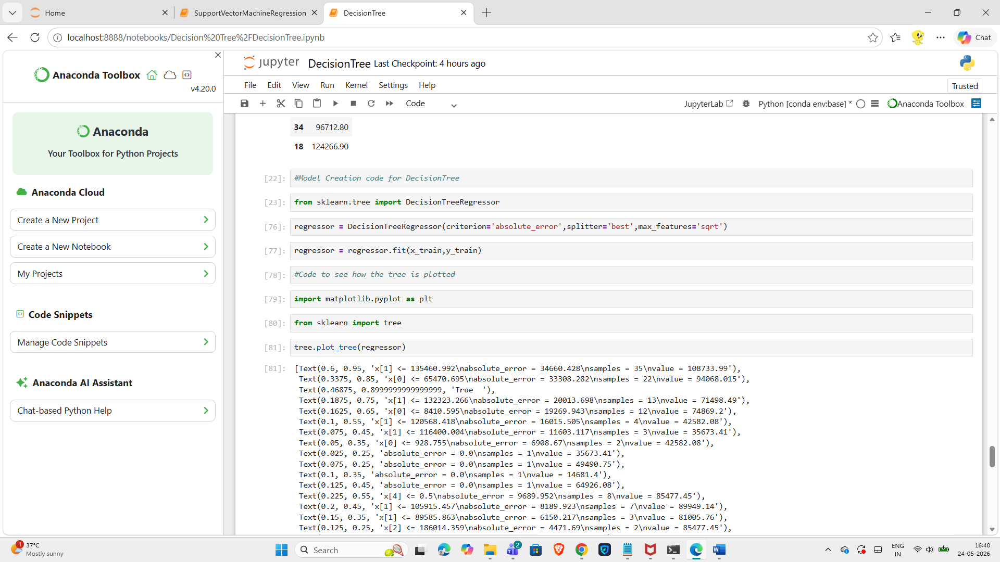 Home
SupportVectorMachineRegression
DecisionTree
localhost:8888/notebooks/Decision%20Tree%2FDecisionTree.ipynb
Chat
Anaconda Toolbox
v4.20.0
Anaconda
Your Toolbox for Python Projects
Anaconda Cloud
Create a New Project
Create a New Notebook
My Projects
Code Snippets
Manage Code Snippets
Anaconda AI Assistant
Chat-based Python Help
jupyter DecisionTree Last Checkpoint: 4 hours ago
File Edit View Run Kernel Settings Help
Trusted
Code
JupyterLab Python [conda env:base] * Anaconda Toolbox
34 96712.80
18 124266.90
[22]: #Model Creation code for DecisionTree
[23]: from sklearn.tree import DecisionTreeRegressor
[76]: regressor = DecisionTreeRegressor(criterion='absolute_error',splitter='best',max_features='sqrt')
[77]: regressor = regressor.fit(x_train,y_train)
[78]: #Code to see how the tree is plotted
[79]: import matplotlib.pyplot as plt
[80]: from sklearn import tree
[81]: tree.plot_tree(regressor)
[81]: [Text(0.6, 0.95, 'x[1] <= 135460.992\nabsolute_error = 34660.428\nsamples = 35\nvalue = 108733.99'),
Text(0.3375, 0.85, 'x[0] <= 65470.695\nabsolute_error = 33308.282\nsamples = 22\nvalue = 94068.015'),
Text(0.46875, 0.8999999999999999, 'True  '),
Text(0.1875, 0.75, 'x[1] <= 132323.266\nabsolute_error = 20013.698\nsamples = 13\nvalue = 71498.49'),
Text(0.1625, 0.65, 'x[0] <= 8410.595\nabsolute_error = 19269.943\nsamples = 12\nvalue = 74869.2'),
Text(0.1, 0.55, 'x[1] <= 120568.418\nabsolute_error = 16015.505\nsamples = 4\nvalue = 42582.08'),
Text(0.075, 0.45, 'x[1] <= 116400.004\nabsolute_error = 11603.117\nsamples = 3\nvalue = 35673.41'),
Text(0.05, 0.35, 'x[0] <= 928.755\nabsolute_error = 6908.67\nsamples = 2\nvalue = 42582.08'),
Text(0.025, 0.25, 'absolute_error = 0.0\nsamples = 1\nvalue = 35673.41'),
Text(0.075, 0.25, 'absolute_error = 0.0\nsamples = 1\nvalue = 49490.75'),
Text(0.1, 0.35, 'absolute_error = 0.0\nsamples = 1\nvalue = 14681.4'),
Text(0.125, 0.45, 'absolute_error = 0.0\nsamples = 1\nvalue = 64926.08'),
Text(0.225, 0.55, 'x[4] <= 0.5\nabsolute_error = 9689.952\nsamples = 8\nvalue = 85477.45'),
Text(0.2, 0.45, 'x[1] <= 105915.457\nabsolute_error = 8189.923\nsamples = 7\nvalue = 89949.14'),
Text(0.15, 0.35, 'x[1] <= 89585.863\nabsolute_error = 6150.217\nsamples = 3\nvalue = 81005.76'),
Text(0.125, 0.25, 'x[2] <= 186014.359\nabsolute_error = 4471.69\nsamples = 2\nvalue = 85477.45'),
1
37°C
Mostly sunny
Search
2
ENG
IN
16:40
24-05-2026